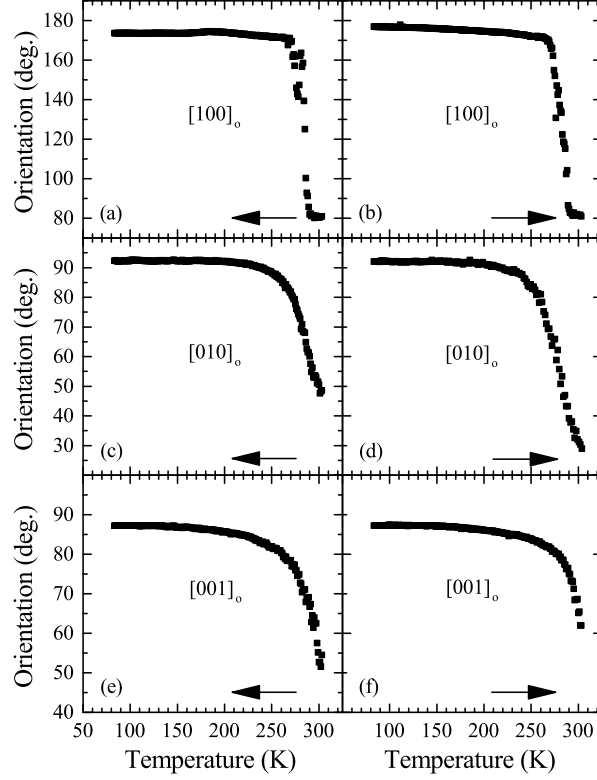 180
160
140
120
100
80
Orientation (deg.)
[100]o
(a)
[100]o
(b)
90
80
70
60
50
40
30
Orientation (deg.)
[010]o
(c)
[010]o
(d)
90
80
70
60
50
40
Orientation (deg.)
[001]o
(e)
[001]o
(f)
50 100 150 200 250 300
100 150 200 250 300
Temperature (K)
Temperature (K)